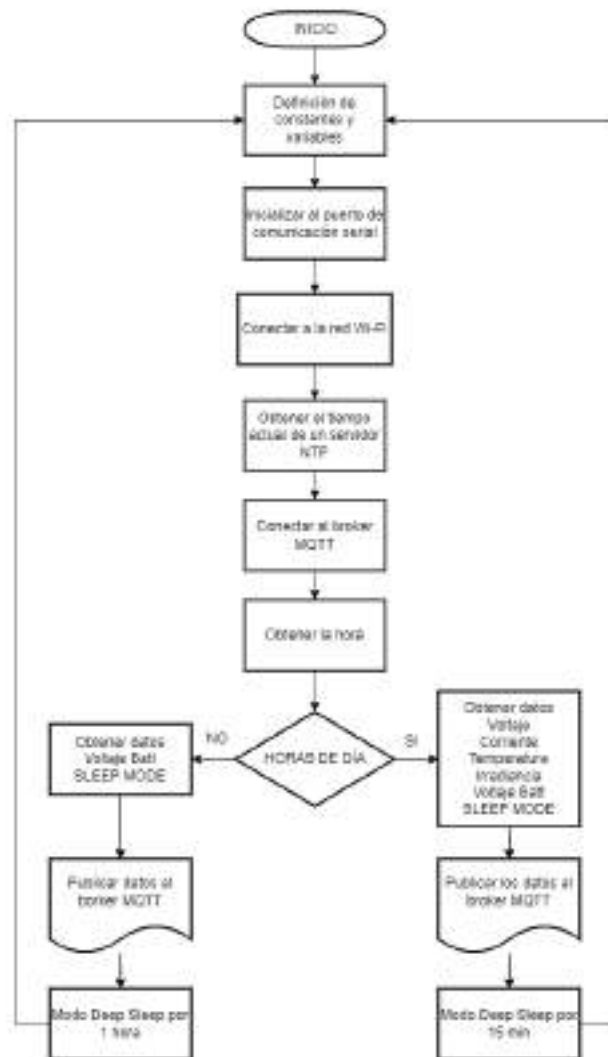 INICIO
Definición de
constantes y
variables
Inicializar al puerto de
comunicación serial
Conectar a la red Wi-Fi
Obtener el tiempo
actual de un servidor
NTP
Conectar al broker
MQTT
Obtener la hora
HORAS DE DÍA
NO
SI
Obtener datos
Voltaje Batt
SLEEP MODE
Publicar datos al
borker MQTT
Modo Deep Sleep por
1 hora
Obtener datos
Voltaje
Corriente
Temperatura
Irradiancia
Voltaje Batt
SLEEP MODE
Publicar los datos al
broker MQTT
Modo Deep Sleep por
15 min